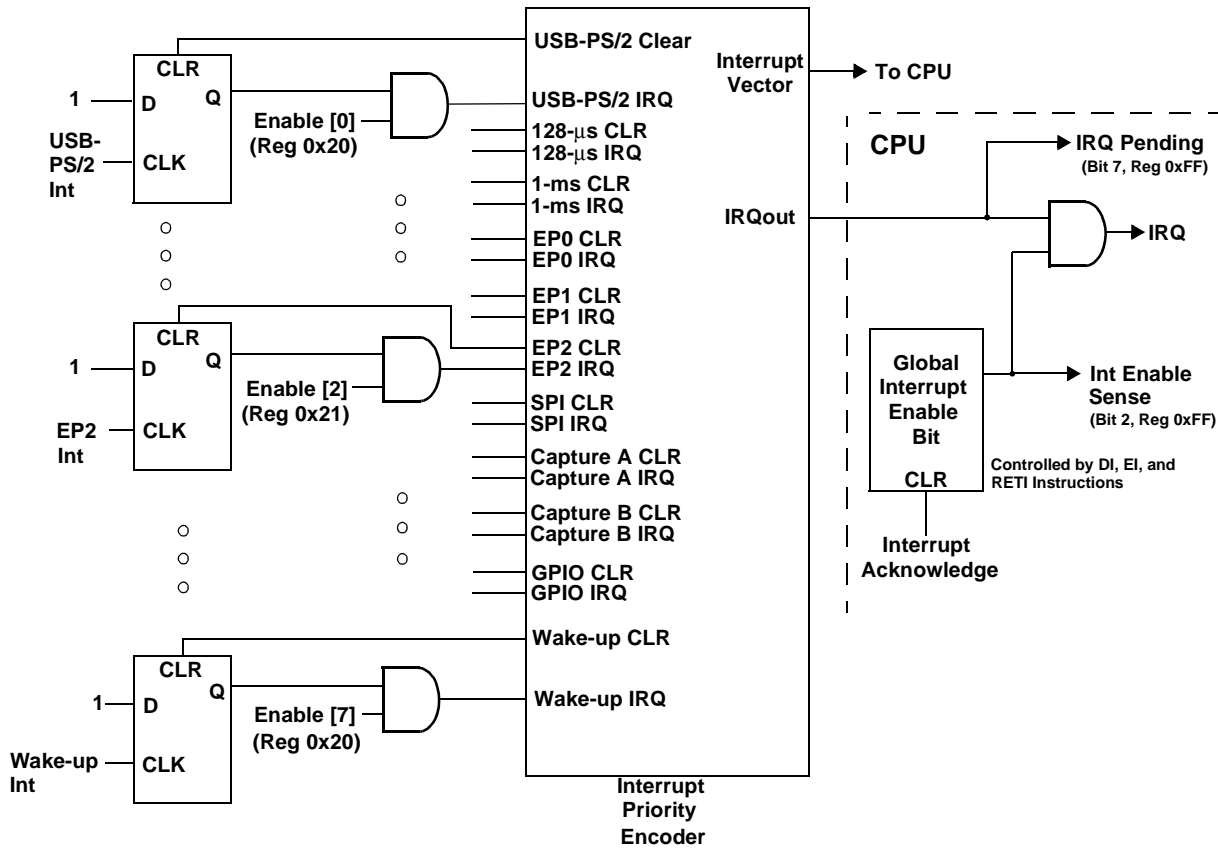 CLR
D
Q
CLK
1
USB-
PS/2
Int
Enable [0]
(Reg 0x20)
CLR
D
Q
CLK
1
EP2
Int
Enable [2]
(Reg 0x21)
CLR
D
Q
CLK
1
Wake-up
Int
Enable [7]
(Reg 0x20)
USB-PS/2 Clear
USB-PS/2 IRQ
128-μs CLR
128-μs IRQ
1-ms CLR
1-ms IRQ
EP0 CLR
EP0 IRQ
EP1 CLR
EP1 IRQ
EP2 CLR
EP2 IRQ
SPI CLR
SPI IRQ
Capture A CLR
Capture A IRQ
Capture B CLR
Capture B IRQ
GPIO CLR
GPIO IRQ
Wake-up CLR
Wake-up IRQ
Interrupt
Vector
IRQout
Interrupt
Priority
Encoder
To CPU
CPU
IRQ Pending
(Bit 7, Reg 0xFF)
IRQ
Global
Interrupt
Enable
Bit
CLR
Int Enable
Sense
(Bit 2, Reg 0xFF)
Controlled by DI, EI, and
RETI Instructions
Interrupt
Acknowledge